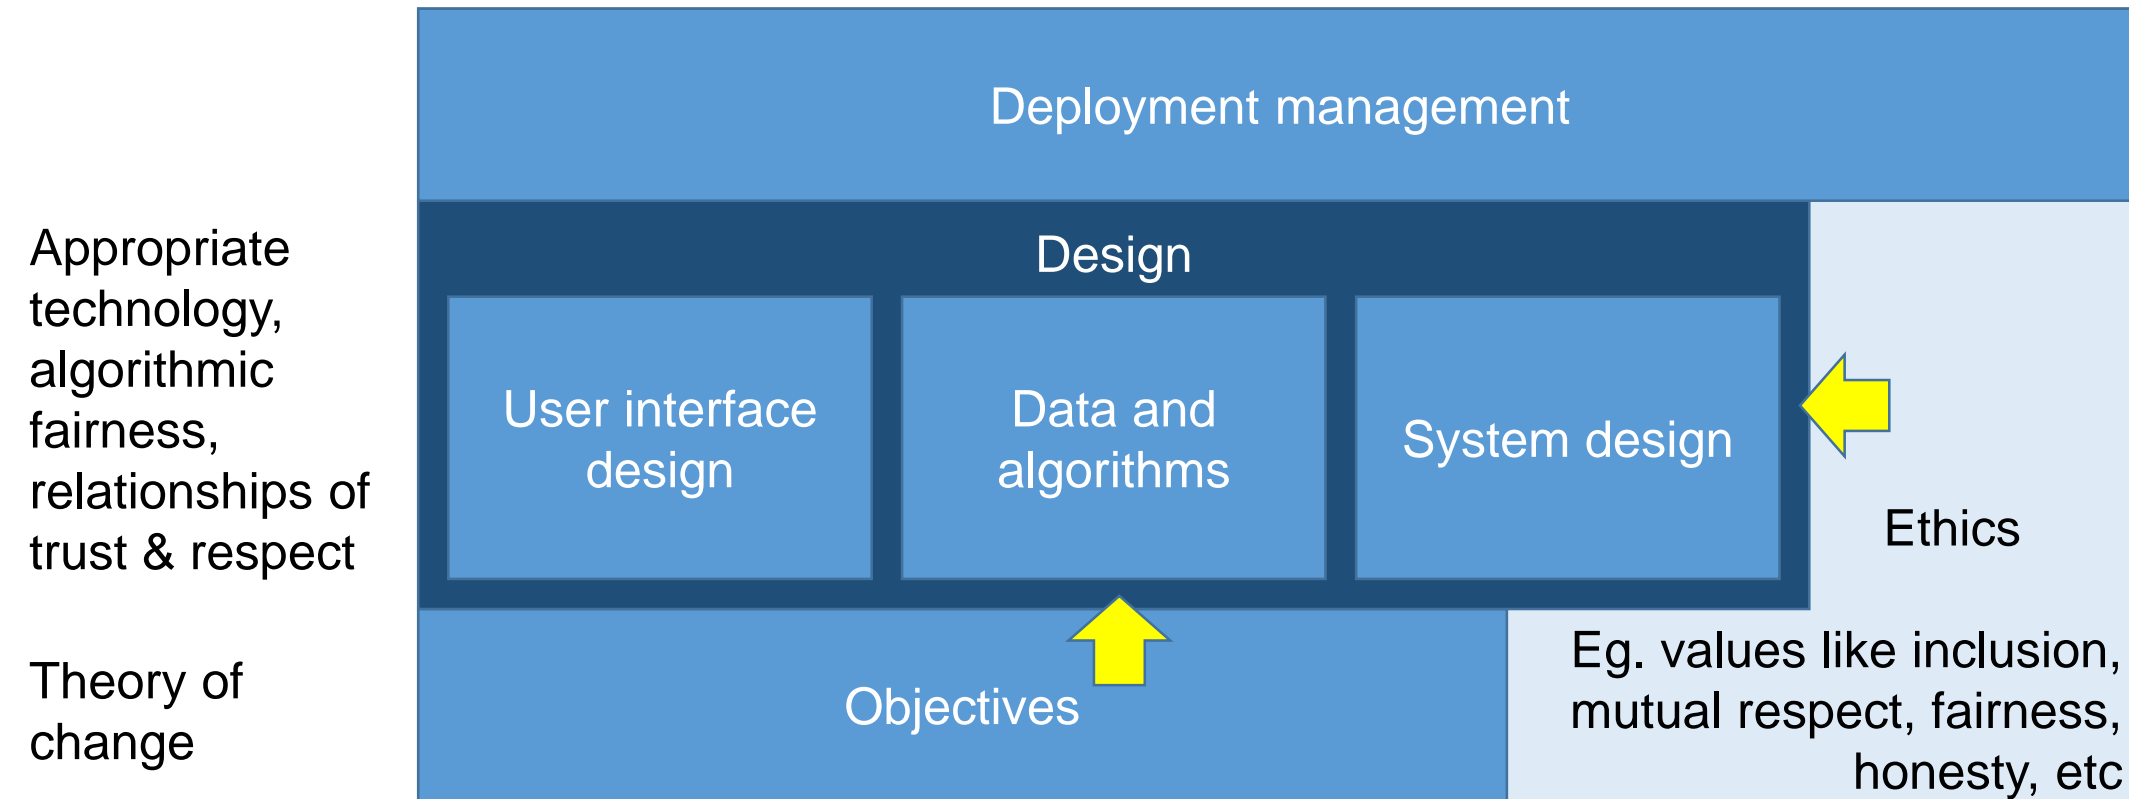 Deployment management
Appropriate
technology,
algorithmic
fairness,
relationships of
trust & respect
Design
User interface
design
Data and
algorithms
System design
Ethics
Theory of
change
Objectives
Eg. values like inclusion,
mutual respect, fairness,
honesty, etc